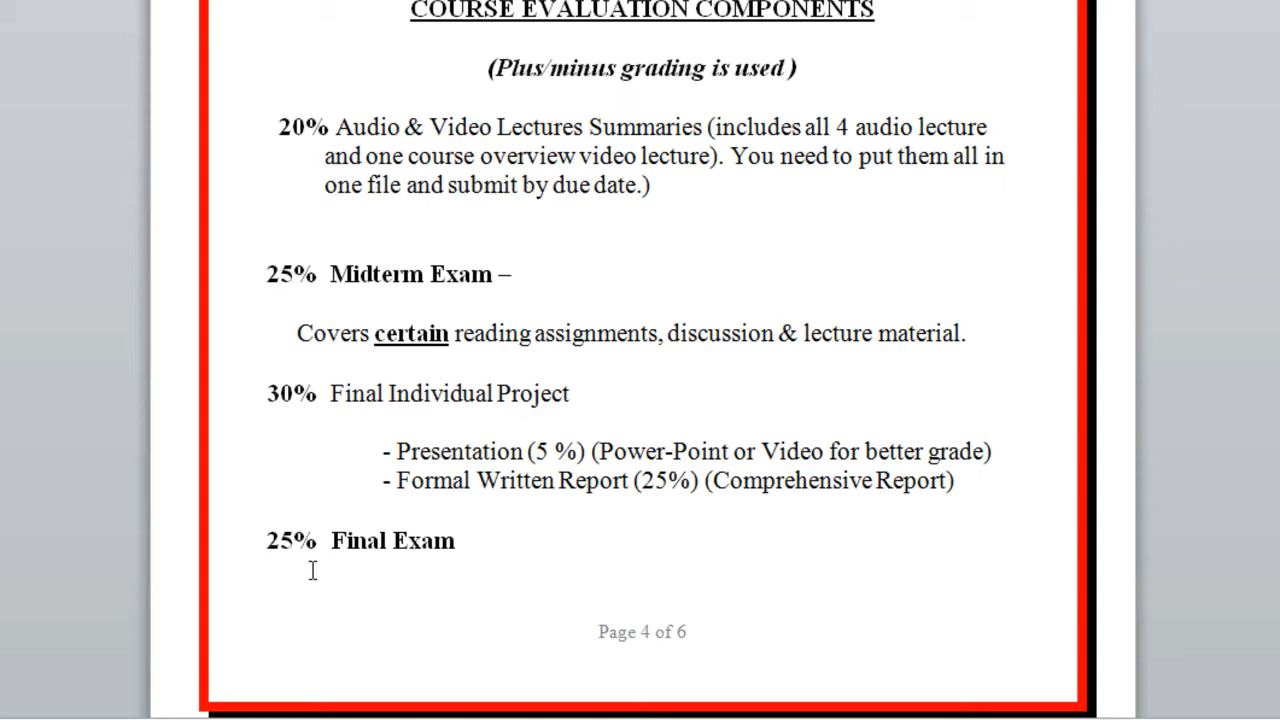 COURSE EVALUATION COMPONENTS
(Plus/minus grading is used )
20% Audio & Video Lectures Summaries (includes all 4 audio lecture
and one course overview video lecture). You need to put them all in
one file and submit by due date.)
25% Midterm Exam –
Covers certain reading assignments, discussion & lecture material.
30% Final Individual Project
- Presentation (5 %) (Power-Point or Video for better grade)
- Formal Written Report (25%) (Comprehensive Report)
25% Final Exam
Page 4 of 6